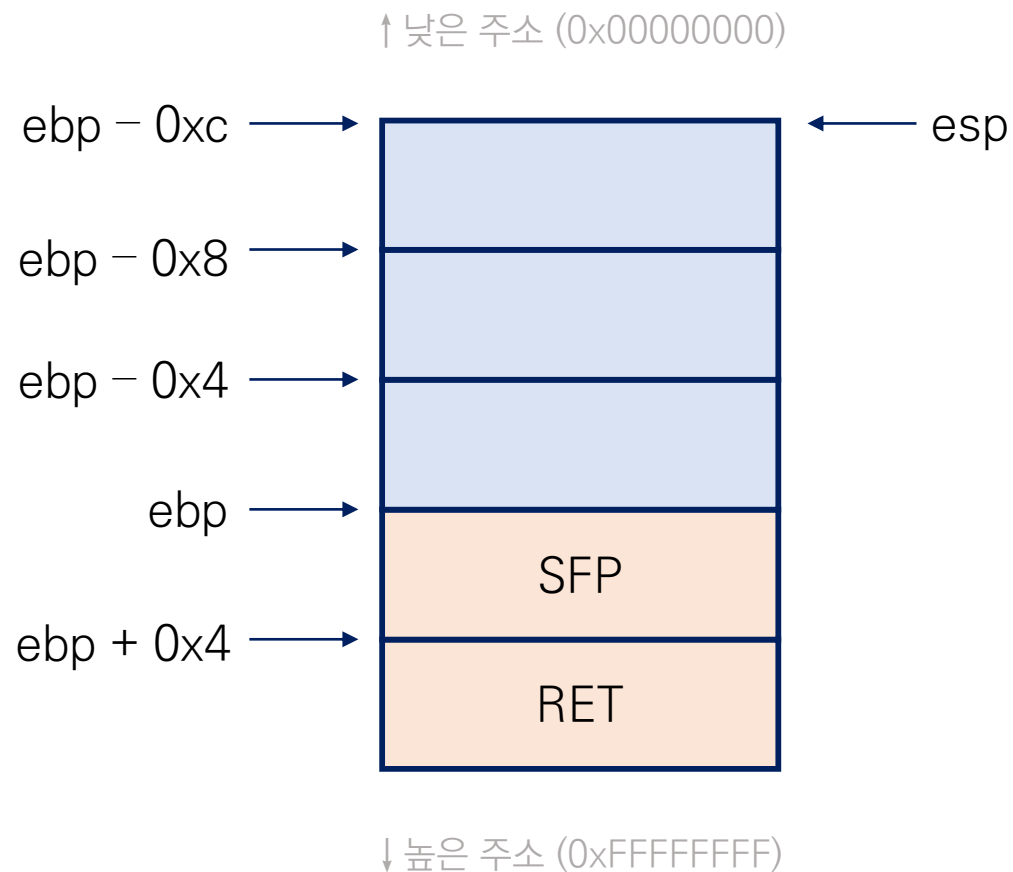 ↑ 낮은 주소 (0x00000000)
ebp − 0xc
esp
ebp − 0x8
ebp − 0x4
ebp
SFP
ebp + 0x4
RET
↓ 높은 주소 (0xFFFFFFFF)